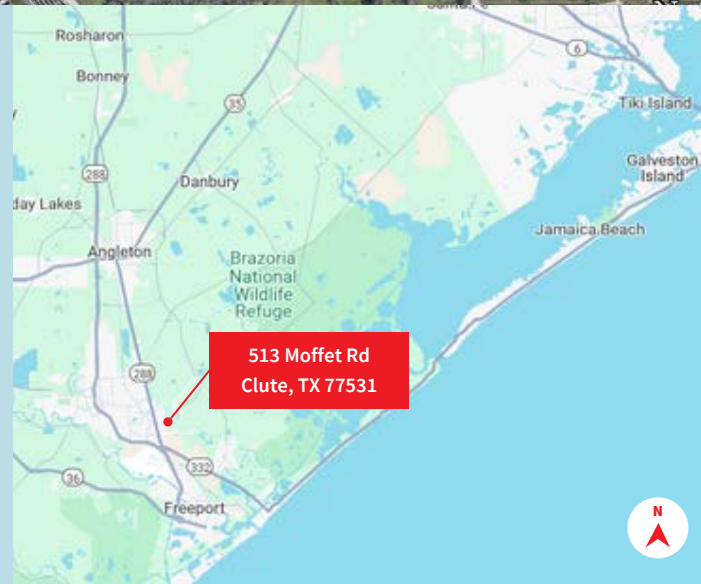 Rosharon
6
Bonney
35
Tiki Island
288
Galveston
Island
Danbury
day Lakes
Jamaica Beach
Angleton
Brazoria
National
Wildlife
Refuge
513 Moffet Rd
Clute, TX 77531
288
332
36
Freeport
N